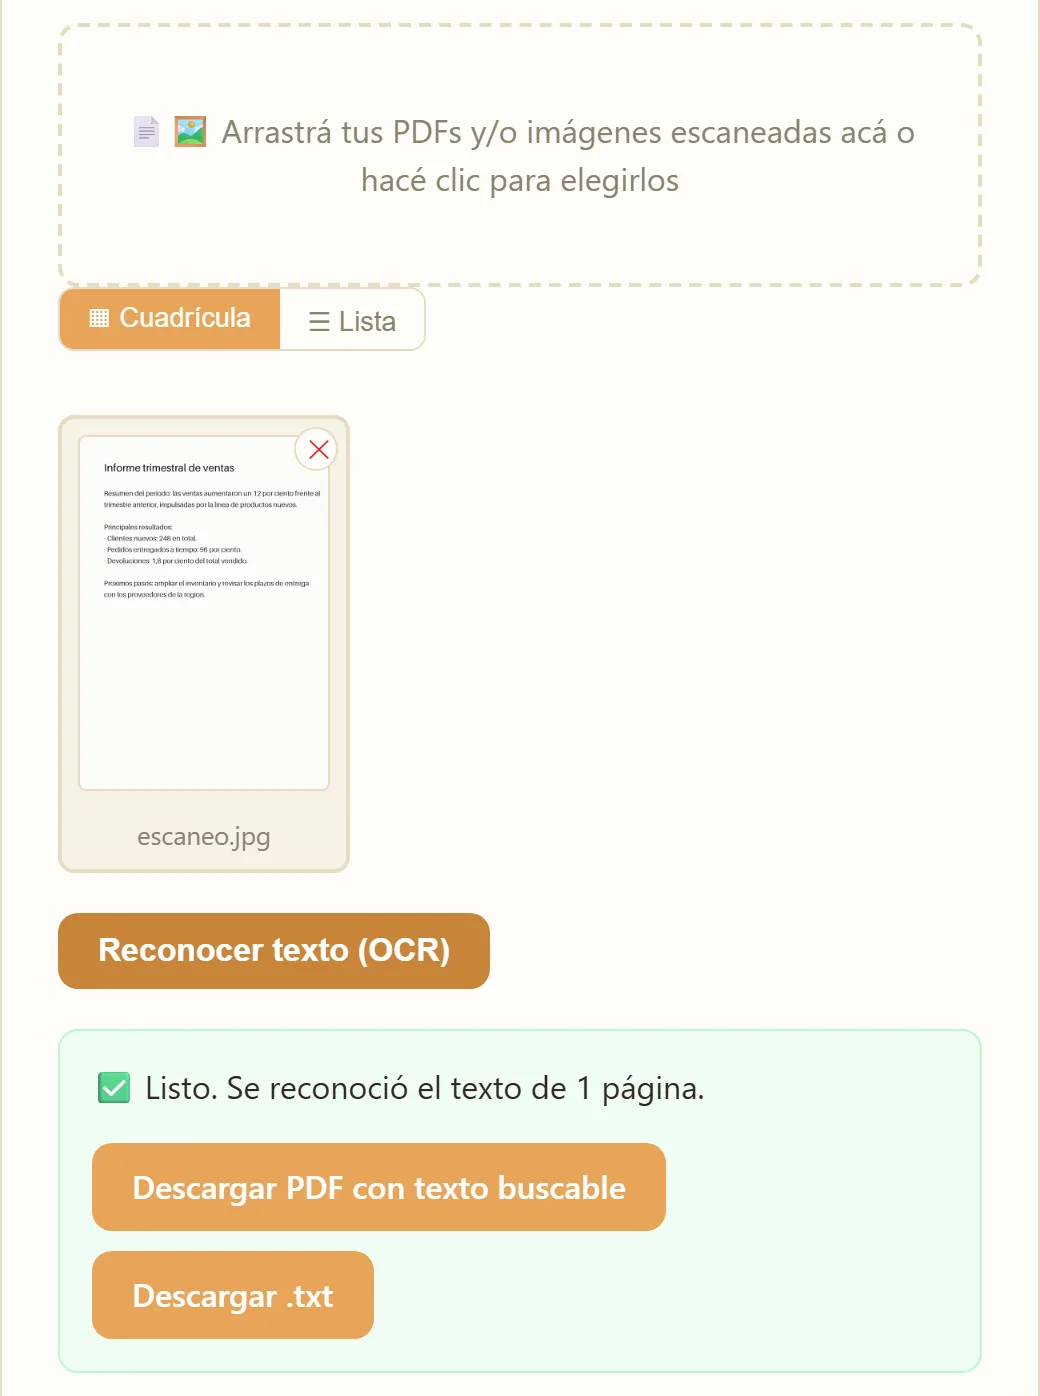 Arrastrá tus PDFs y/o imágenes escaneadas acá o
hacé clic para elegirlos
Cuadrícula
Lista
Informe trimestral de ventas
Resumen del periodo: las ventas aumentaron un 12 por ciento frente al
trimestre anterior, impulsadas por la linea de productos nuevos.
Principales resultados:
- Clientes nuevos: 248 en total.
- Pedidos entregados a tiempo: 96 por ciento.
- Devoluciones: 1,8 por ciento del total vendido.
Proximos pasos: ampliar el inventario y revisar los plazos de entrega
con los proveedores de la region.
escaneo.jpg
Reconocer texto (OCR)
Listo. Se reconoció el texto de 1 página.
Descargar PDF con texto buscable
Descargar .txt